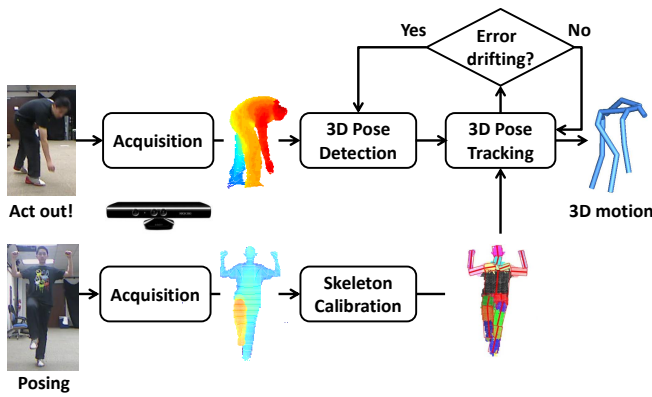 Yes
Error
drifting?
No
Acquisition
3D Pose
Detection
3D Pose
Tracking
Act out!
3D motion
Acquisition
Skeleton
Calibration
Posing